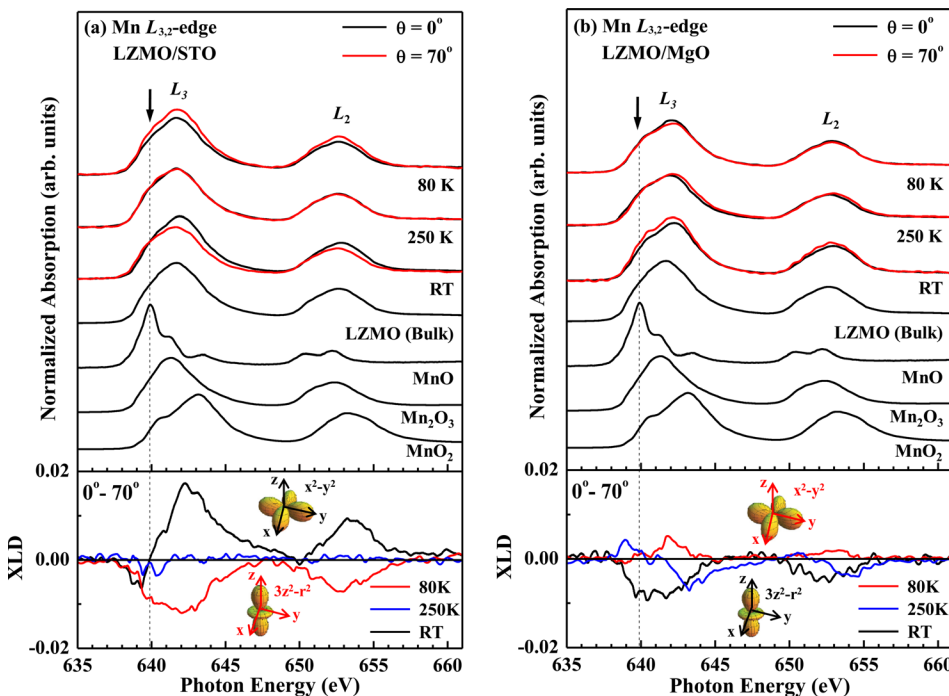 (a) Mn L3,2-edge
LZMO/STO
θ = 0°
θ = 70°
L3
L2
80 K
250 K
RT
LZMO (Bulk)
MnO
Mn2O3
MnO2
Normalized Absorption (arb. units)
0.02
0.00
-0.02
XLD
0°- 70°
z
x²-y²
y
x
z
3z²-r²
y
x
80K
250K
RT
635 640 645 650 655 660
Photon Energy (eV)
(b) Mn L3,2-edge
LZMO/MgO
θ = 0°
θ = 70°
L3
L2
80 K
250 K
RT
LZMO (Bulk)
MnO
Mn2O3
MnO2
Normalized Absorption (arb. units)
0.02
0.00
-0.02
XLD
0°- 70°
z
x²-y²
y
x
z
3z²-r²
y
x
80K
250K
RT
635 640 645 650 655 660
Photon Energy (eV)